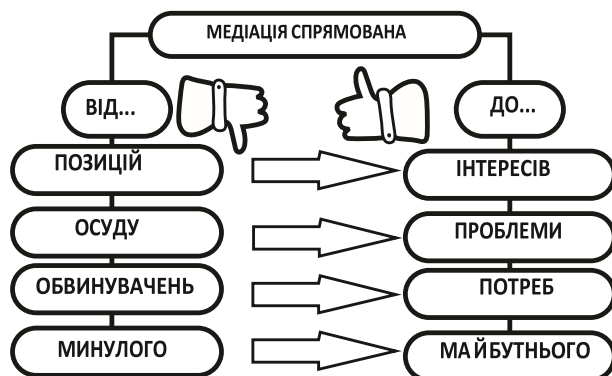 МЕДІАЦІЯ СПРЯМОВАНА
ВІД...
ДО...
ПОЗИЦІЙ
ІНТЕРЕСІВ
ОСУДУ
ПРОБЛЕМИ
ОБВИНУВАЧЕНЬ
ПОТРЕБ
МИНУЛОГО
МАЙБУТНЬОГО